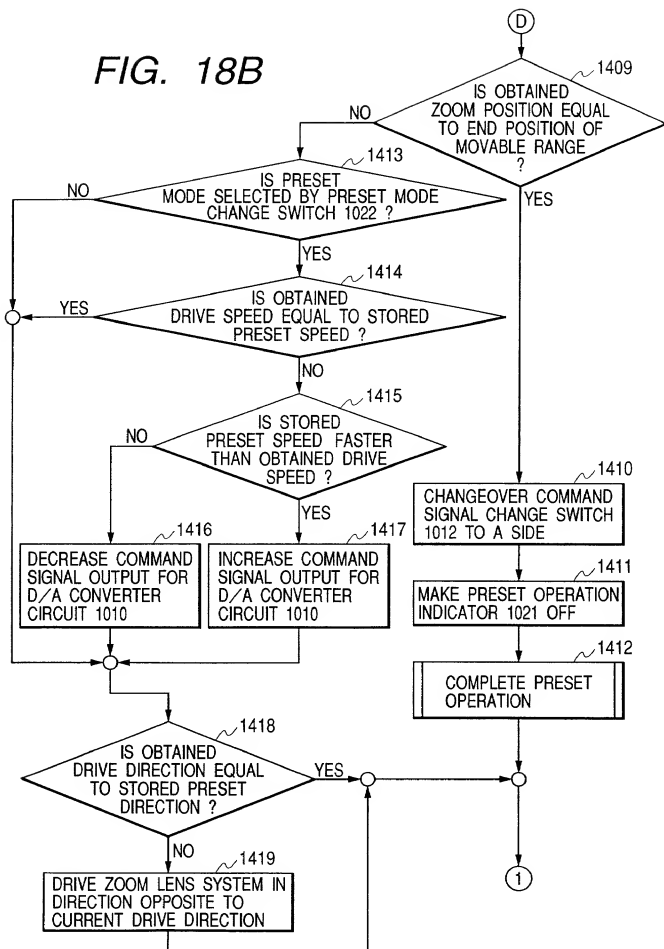 FIG. 18B
D
1409
IS OBTAINED
ZOOM POSITION EQUAL
TO END POSITION OF
MOVABLE RANGE
?
NO
YES
1413
IS PRESET
MODE SELECTED BY PRESET MODE
CHANGE SWITCH 1022 ?
NO
YES
1414
IS OBTAINED
DRIVE SPEED EQUAL TO STORED
PRESET SPEED ?
YES
NO
1415
IS STORED
PRESET SPEED FASTER
THAN OBTAINED DRIVE
SPEED ?
NO
YES
1416
DECREASE COMMAND
SIGNAL OUTPUT FOR
D/A CONVERTER
CIRCUIT 1010
1417
INCREASE COMMAND
SIGNAL OUTPUT FOR
D/A CONVERTER
CIRCUIT 1010
1410
CHANGEOVER COMMAND
SIGNAL CHANGE SWITCH
1012 TO A SIDE
1411
MAKE PRESET OPERATION
INDICATOR 1021 OFF
1412
COMPLETE PRESET
OPERATION
1418
IS OBTAINED
DRIVE DIRECTION EQUAL
TO STORED PRESET
DIRECTION ?
YES
NO
1419
DRIVE ZOOM LENS SYSTEM IN
DIRECTION OPPOSITE TO
CURRENT DRIVE DIRECTION
1